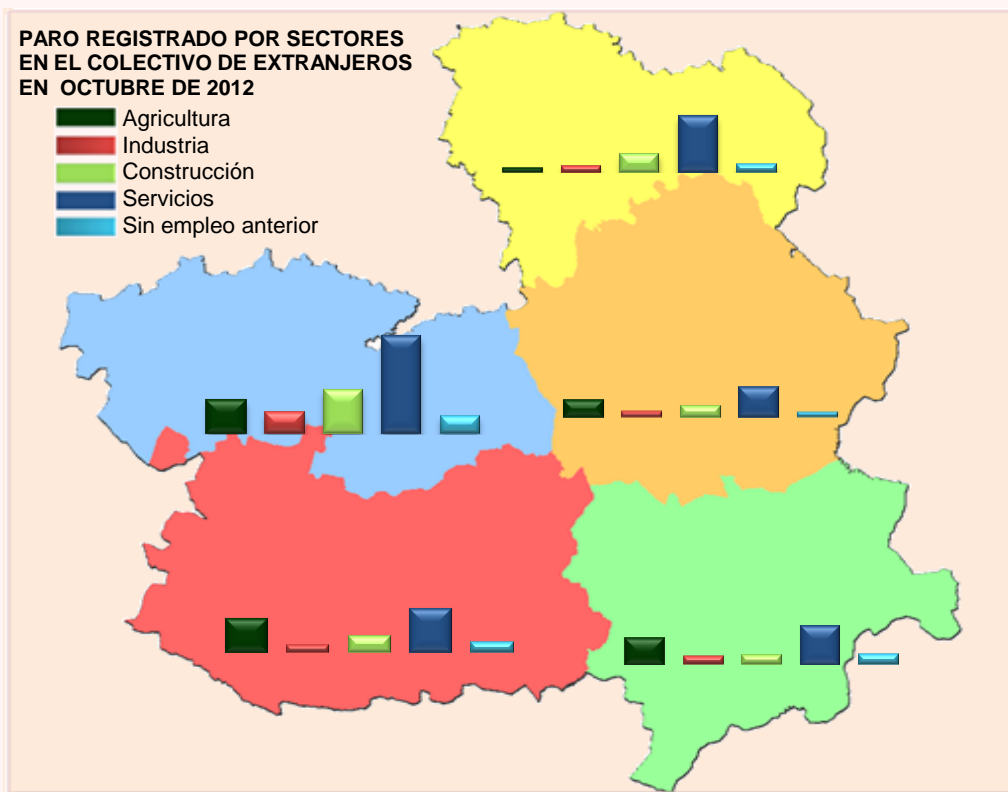 PARO REGISTRADO POR SECTORES
EN EL COLECTIVO DE EXTRANJEROS
EN OCTUBRE DE 2012
Agricultura
Industria
Construcción
Servicios
Sin empleo anterior